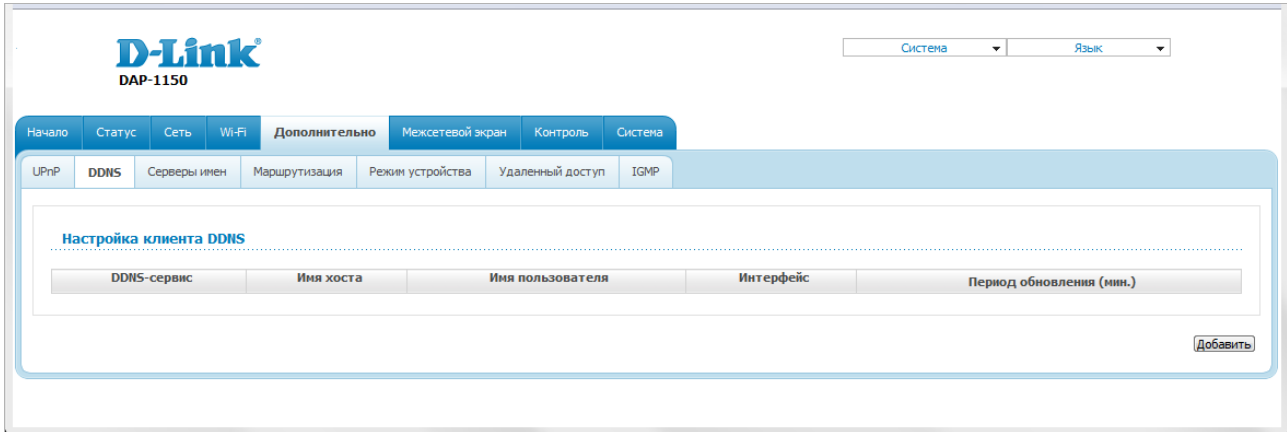 D-Link®
DAP-1150
Система Язык
Начало Статус Сеть Wi-Fi Дополнительно Межсетевой экран Контроль Система
UPnP DDNS Серверы имен Маршрутизация Режим устройства Удаленный доступ IGMP
Настройка клиента DDNS
DDNS-сервис Имя хоста Имя пользователя Интерфейс Период обновления (мин.)
Добавить